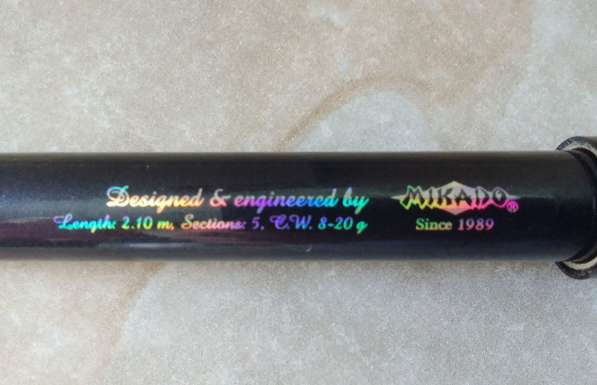 Designed & engineered by MIKADO®
Length: 2.10 m, Sections: 5, C.W. 8-20 g Since 1989